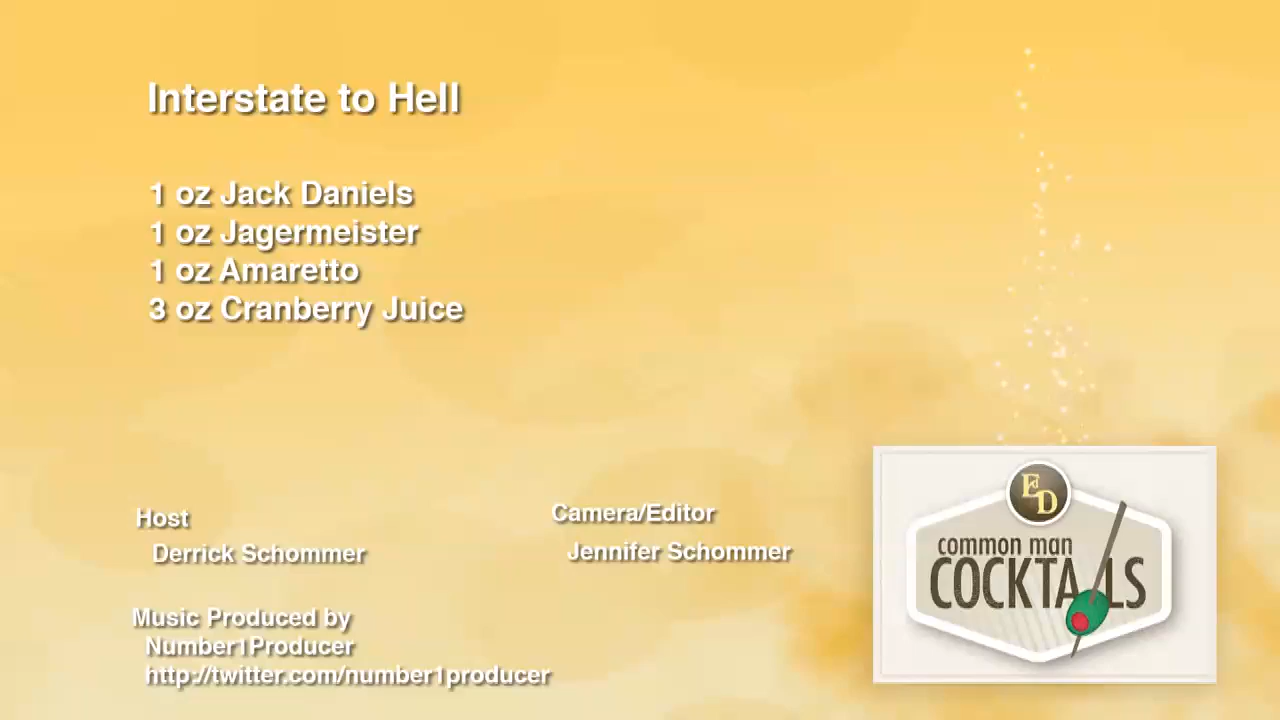 Interstate to Hell
1 oz Jack Daniels
1 oz Jagermeister
1 oz Amaretto
3 oz Cranberry Juice
Host
Derrick Schommer
Camera/Editor
Jennifer Schommer
Music Produced by
Number1Producer
http://twitter.com/number1producer
ED
common man
COCKTAILS